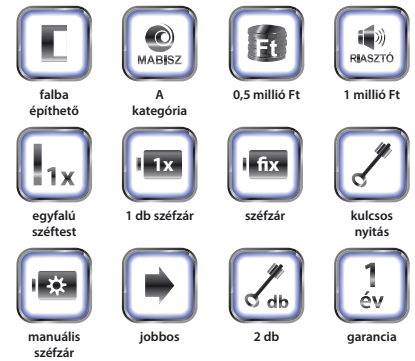 MABISZ
Ft
RIASZTÓ
falba
építhető
A
kategória
0,5 millió Ft
1 millió Ft
1x
1x
fix
egyfalú
széftest
1 db széfzár
széfzár
kulcsos
nyitás
db
1
év
manuális
széfzár
jobbos
2 db
garancia